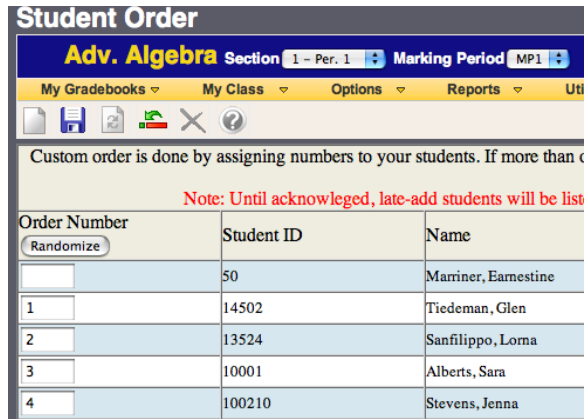 Student Order
Adv. Algebra Section 1 - Per. 1 Marking Period MP1
My Gradebooks My Class Options Reports Uti
Custom order is done by assigning numbers to your students. If more than
Note: Until acknowleged, late-add students will be liste
Order Number Student ID Name
Randomize
50 Marriner, Earnestine
1 14502 Tiedeman, Glen
2 13524 Sanfilippo, Lorna
3 10001 Alberts, Sara
4 100210 Stevens, Jenna